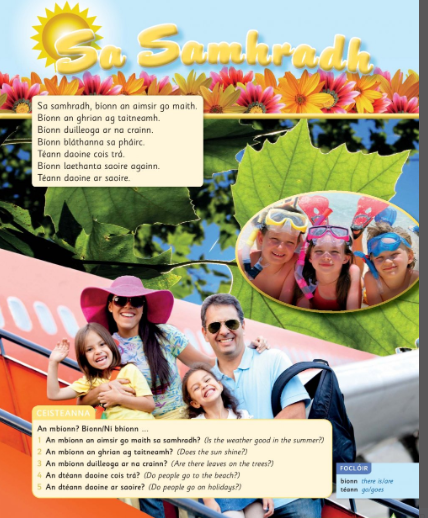 Sa Samhradh
Sa samhradh, bíonn an aimsir go maith.
Bíonn an ghrian ag taitneamh.
Bíonn duilleoga ar na crainn.
Bíonn bláthanna sa pháirc.
Téann daoine cois trá.
Bíonn laethanta saoire againn.
Téann daoine ar saoire.
CEISTEANNA
An mbíonn? Bíonn/Ní bhíonn ...
1 An mbíonn an aimsir go maith sa samhradh? (Is the weather good in the summer?)
2 An mbíonn an ghrian ag taitneamh? (Does the sun shine?)
3 An mbíonn duilleoga ar na crainn? (Are there leaves on the trees?)
4 An dtéann daoine cois trá? (Do people go to the beach?)
5 An dtéann daoine ar saoire? (Do people go on holidays?)
FOCLÓIR
bíonn there is/are
téann go/goes